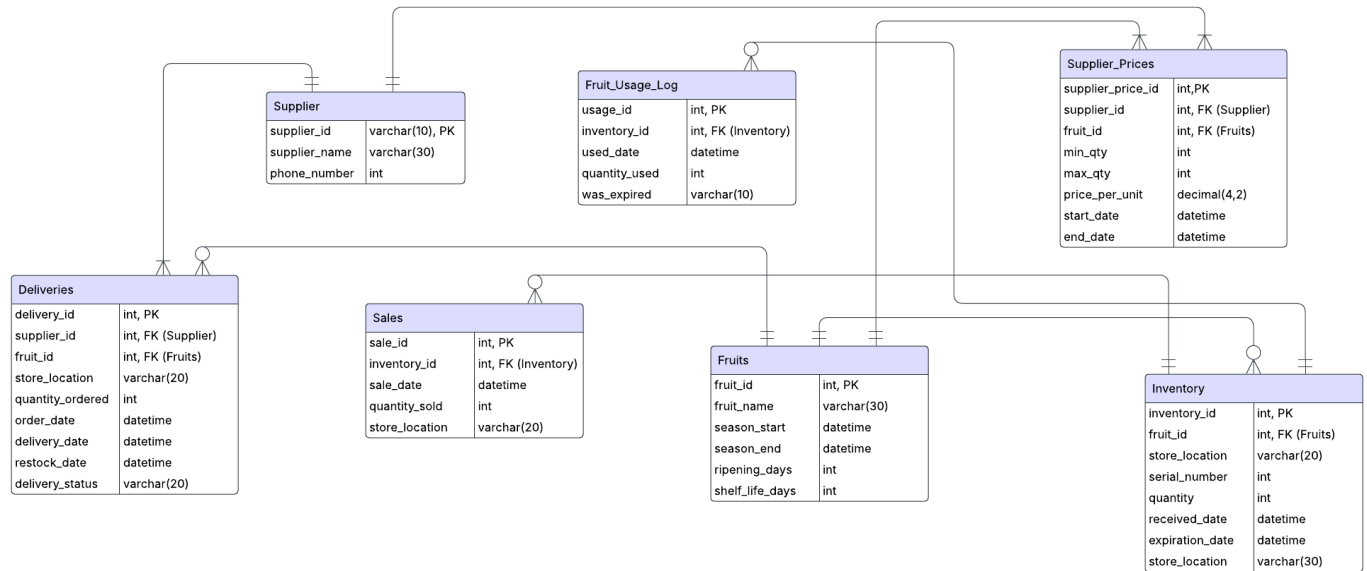 Supplier
supplier_id varchar(10), PK
supplier_name varchar(30)
phone_number int
Fruit_Usage_Log
usage_id int, PK
inventory_id int, FK (Inventory)
used_date datetime
quantity_used int
was_expired varchar(10)
Supplier_Prices
supplier_price_id int,PK
supplier_id int, FK (Supplier)
fruit_id int, FK (Fruits)
min_qty int
max_qty int
price_per_unit decimal(4,2)
start_date datetime
end_date datetime
Deliveries
delivery_id int, PK
supplier_id int, FK (Supplier)
fruit_id int, FK (Fruits)
store_location varchar(20)
quantity_ordered int
order_date datetime
delivery_date datetime
restock_date datetime
delivery_status varchar(20)
Sales
sale_id int, PK
inventory_id int, FK (Inventory)
sale_date datetime
quantity_sold int
store_location varchar(20)
Fruits
fruit_id int, PK
fruit_name varchar(30)
season_start datetime
season_end datetime
ripening_days int
shelf_life_days int
Inventory
inventory_id int, PK
fruit_id int, FK (Fruits)
store_location varchar(20)
serial_number int
quantity int
received_date datetime
expiration_date datetime
store_location varchar(30)